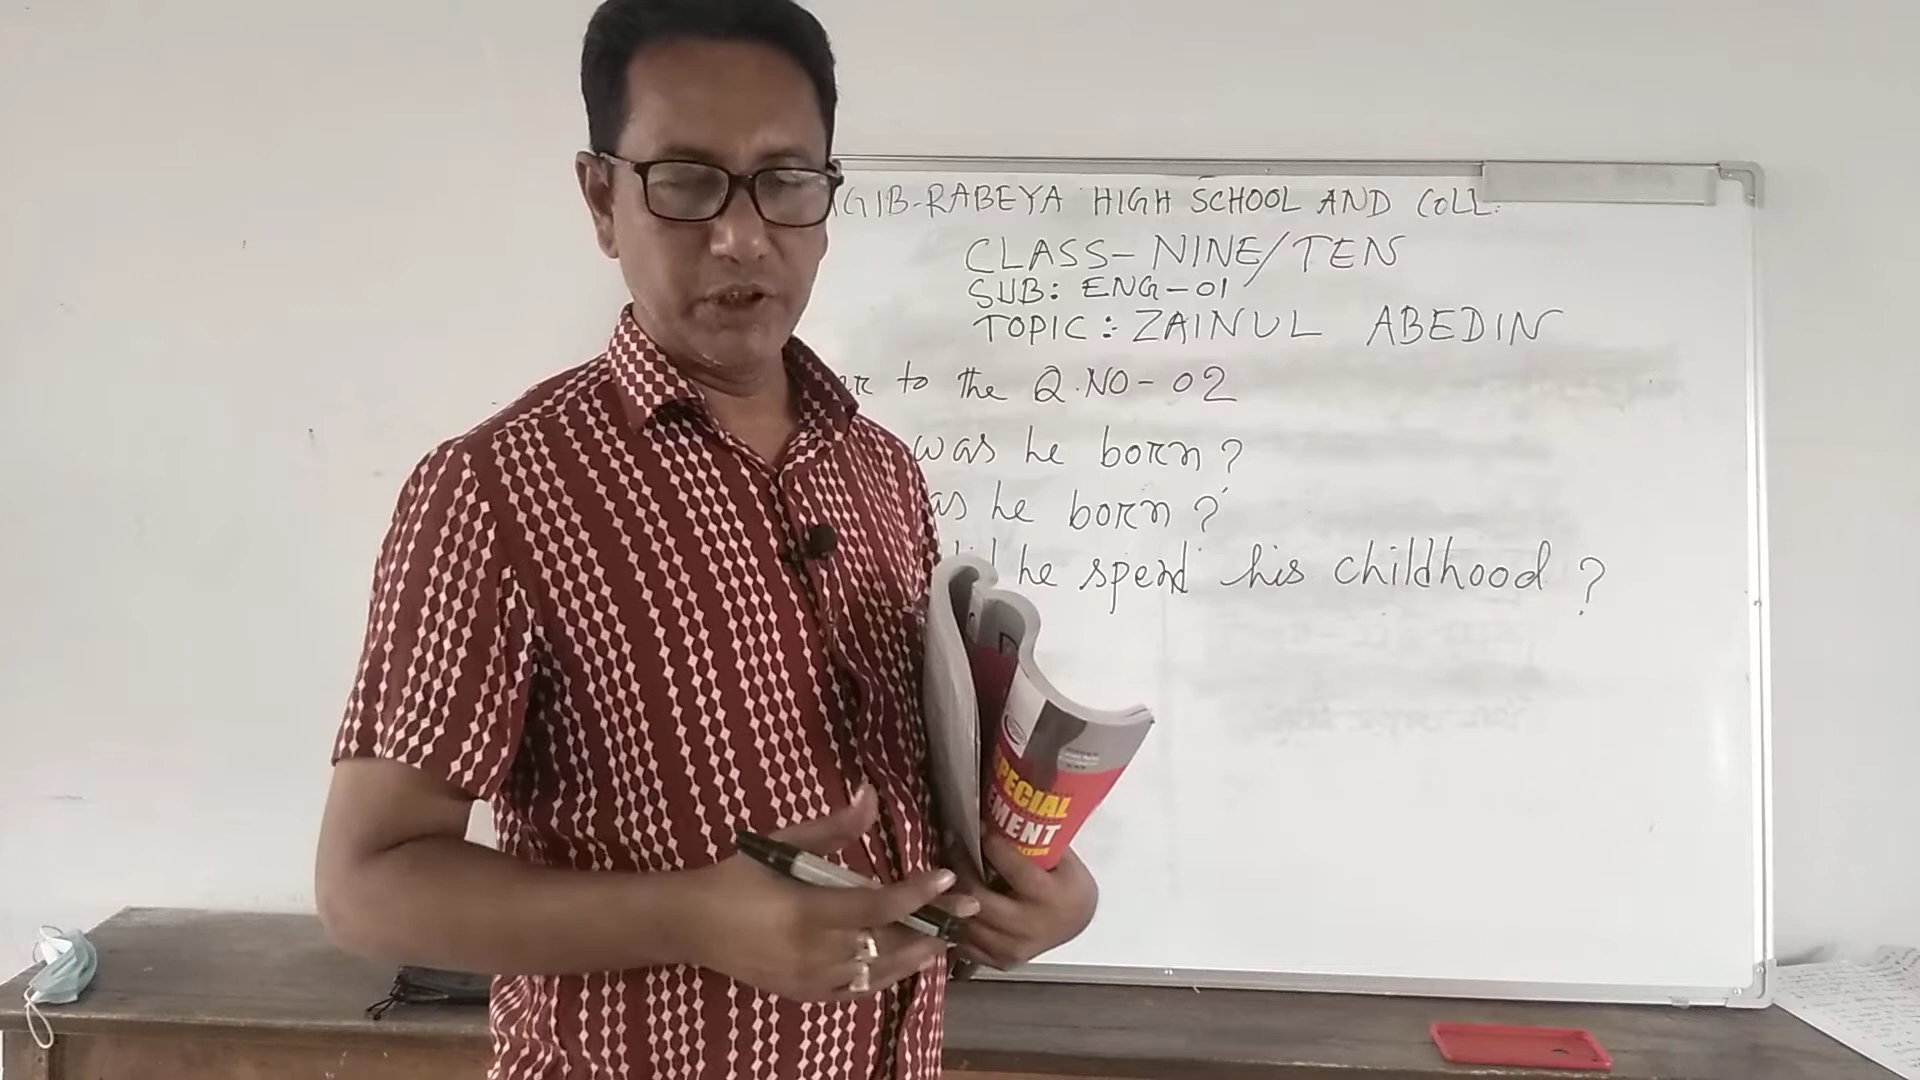 GIB-RABEYA HIGH SCHOOL AND COLL.
CLASS-NINE/TEN
SUB: ENG-01
TOPIC: ZAINUL ABEDIN
to the Q.NO-02
was he born?
as he born?
he spend his childhood?
PECIAL
MENT